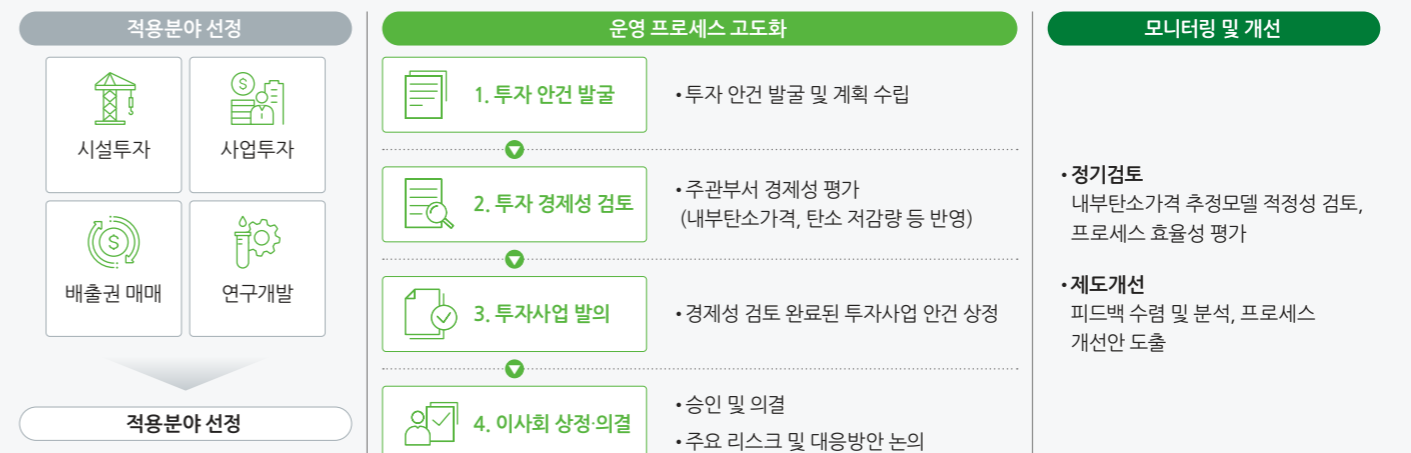 적용분야 선정
시설투자
사업투자
배출권 매매
연구개발
적용분야 선정
운영 프로세스 고도화
1. 투자 안건 발굴
• 투자 안건 발굴 및 계획 수립
2. 투자 경제성 검토
• 주관부서 경제성 평가
(내부탄소가격, 탄소 저감량 등 반영)
3. 투자사업 발의
• 경제성 검토 완료된 투자사업 안건 상정
4. 이사회 상정·의결
• 승인 및 의결
• 주요 리스크 및 대응방안 논의
모니터링 및 개선
• 정기검토
내부탄소가격 추정모델 적정성 검토,
프로세스 효율성 평가
• 제도개선
피드백 수렴 및 분석, 프로세스
개선안 도출